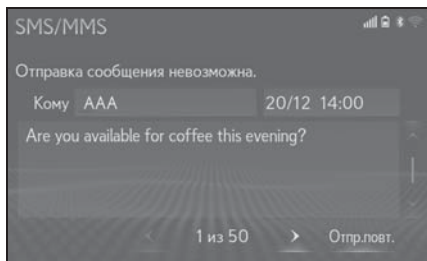 SMS/MMS
Отправка сообщения невозможна.
Кому AAA 20/12 14:00
Are you available for coffee this evening?
1 из 50 Отпр.повт.